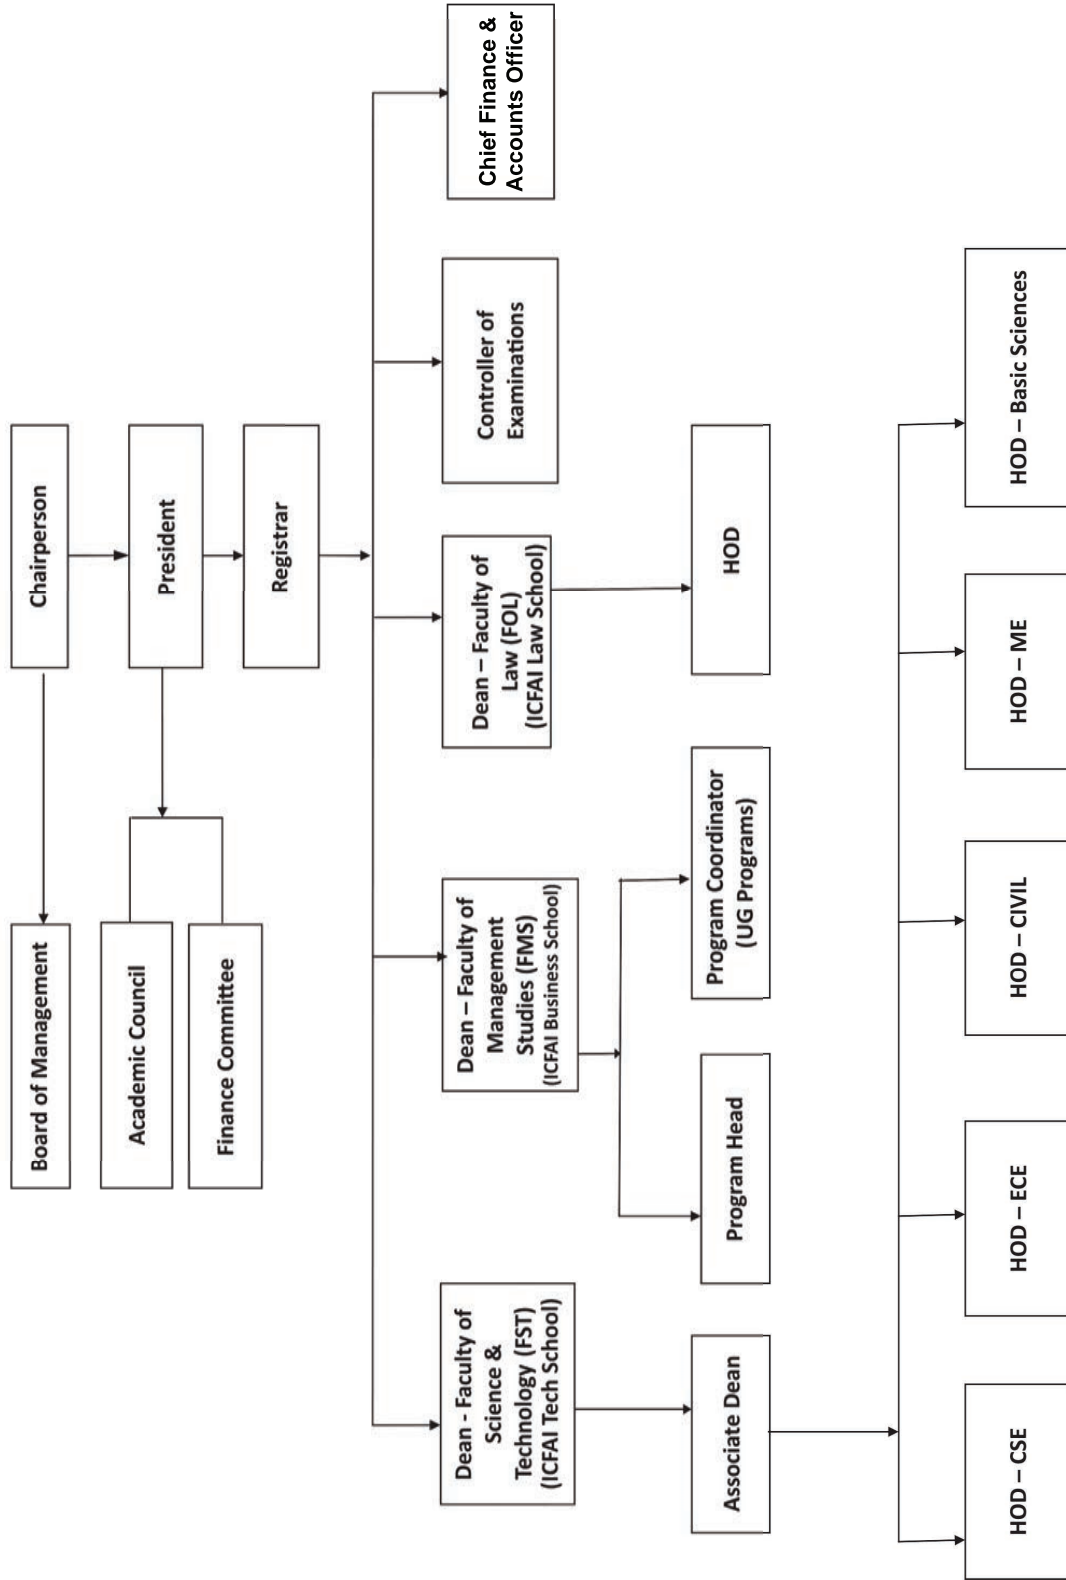 Chairperson
Board of Management
President
Academic Council
Finance Committee
Registrar
Dean - Faculty of
Science &
Technology (FST)
(ICFAI Tech School)
Dean – Faculty of
Management
Studies (FMS)
(ICFAI Business School)
Dean – Faculty of
Law (FOL)
(ICFAI Law School)
Controller of
Examinations
Chief Finance &
Accounts Officer
Associate Dean
Program Head
Program Coordinator
(UG Programs)
HOD
HOD – CSE
HOD – ECE
HOD – CIVIL
HOD – ME
HOD – Basic Sciences